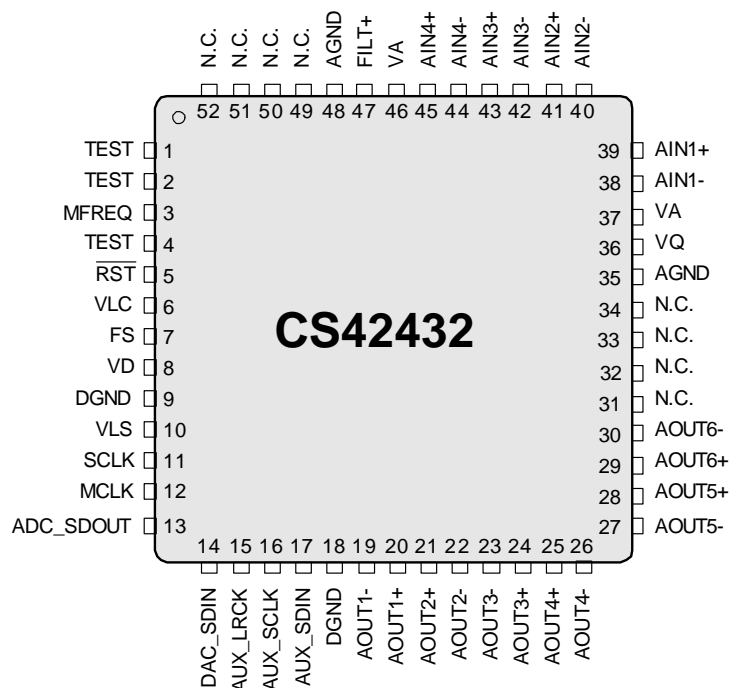 N.C. N.C. N.C. N.C. AGND FILT+ VA AIN4+ AIN4- AIN3+ AIN3- AIN2+ AIN2-
52 51 50 49 48 47 46 45 44 43 42 41 40
TEST 1
TEST 2
MFREQ 3
TEST 4
RST 5
VLC 6
FS 7
VD 8
DGND 9
VLS 10
SCLK 11
MCLK 12
ADC_SDOUT 13
CS42432
39 AIN1+
38 AIN1-
37 VA
36 VQ
35 AGND
34 N.C.
33 N.C.
32 N.C.
31 N.C.
30 AOUT6-
29 AOUT6+
28 AOUT5+
27 AOUT5-
14 15 16 17 18 19 20 21 22 23 24 25 26
DAC_SDIN AUX_LRCK AUX_SCLK AUX_SDIN DGND AOUT1- AOUT1+ AOUT2+ AOUT2- AOUT3- AOUT3+ AOUT4+ AOUT4-